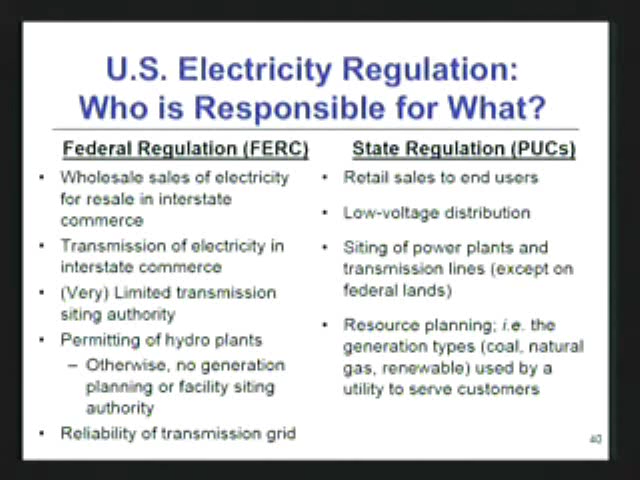 U.S. Electricity Regulation:
Who is Responsible for What?
Federal Regulation (FERC)
• Wholesale sales of electricity
for resale in interstate
commerce
• Transmission of electricity in
interstate commerce
• (Very) Limited transmission
siting authority
• Permitting of hydro plants
– Otherwise, no generation
planning or facility siting
authority
• Reliability of transmission grid
State Regulation (PUCs)
• Retail sales to end users
• Low-voltage distribution
• Siting of power plants and
transmission lines (except on
federal lands)
• Resource planning; i.e. the
generation types (coal, natural
gas, renewable) used by a
utility to serve customers
40